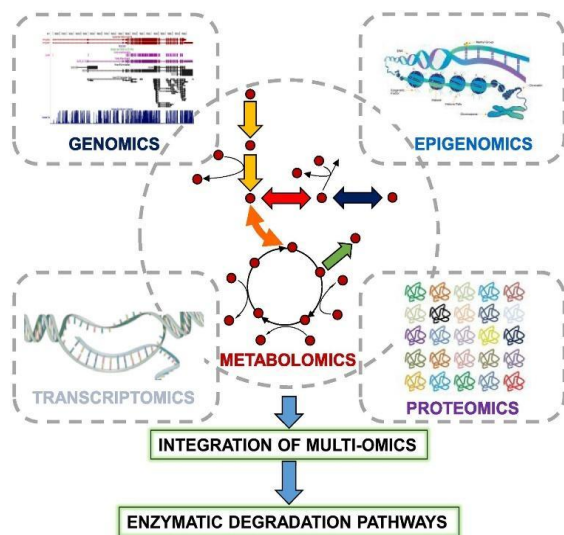 GENOMICS
EPIGENOMICS
TRANSCRIPTOMICS
METABOLOMICS
PROTEOMICS
INTEGRATION OF MULTI-OMICS
ENZYMATIC DEGRADATION PATHWAYS